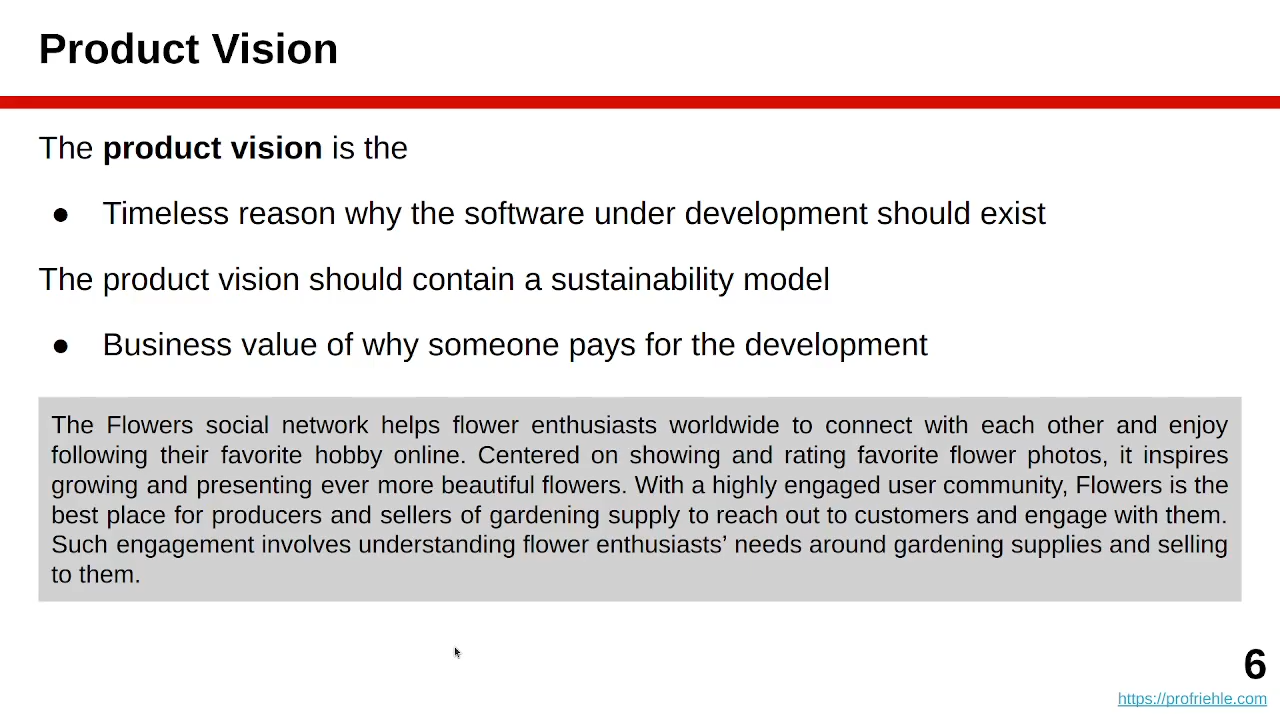 Product Vision
The product vision is the
● Timeless reason why the software under development should exist
The product vision should contain a sustainability model
● Business value of why someone pays for the development
The Flowers social network helps flower enthusiasts worldwide to connect with each other and enjoy
following their favorite hobby online. Centered on showing and rating favorite flower photos, it inspires
growing and presenting ever more beautiful flowers. With a highly engaged user community, Flowers is the
best place for producers and sellers of gardening supply to reach out to customers and engage with them.
Such engagement involves understanding flower enthusiasts’ needs around gardening supplies and selling
to them.
6
https://profriehle.com